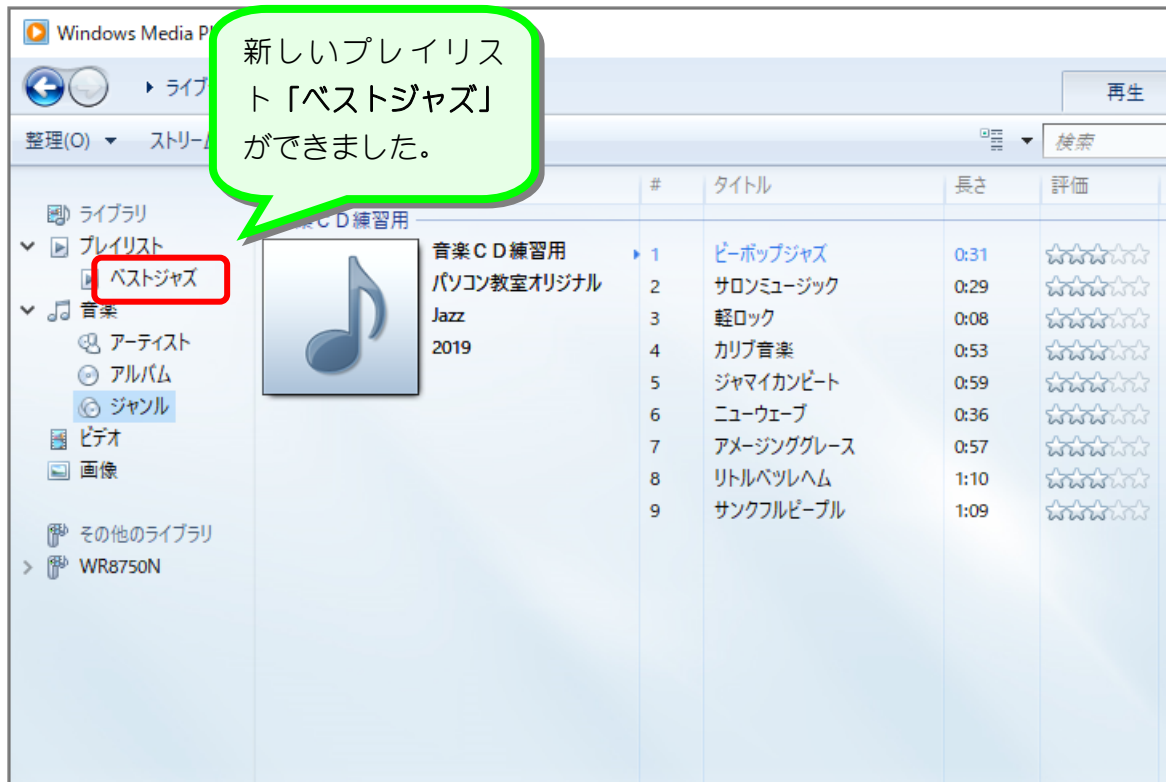 Windows Media P
新しいプレイリス
ト「ベストジャズ」
ができました。
ライブ
再生
整理(O)
ストリーム
検索
# タイトル 長さ 評価
ライブラリ
プレイリスト
ベストジャズ
音楽
アーティスト
アルバム
ジャンル
ビデオ
画像
その他のライブラリ
WR8750N
楽ＣＤ練習用
音楽ＣＤ練習用
パソコン教室オリジナル
Jazz
2019
1 ビーボップジャズ 0:31
2 サロンミュージック 0:29
3 軽ロック 0:08
4 カリブ音楽 0:53
5 ジャマイカンビート 0:59
6 ニューウェーブ 0:36
7 アメージンググレース 0:57
8 リトルベツレヘム 1:10
9 サンクフルピープル 1:09